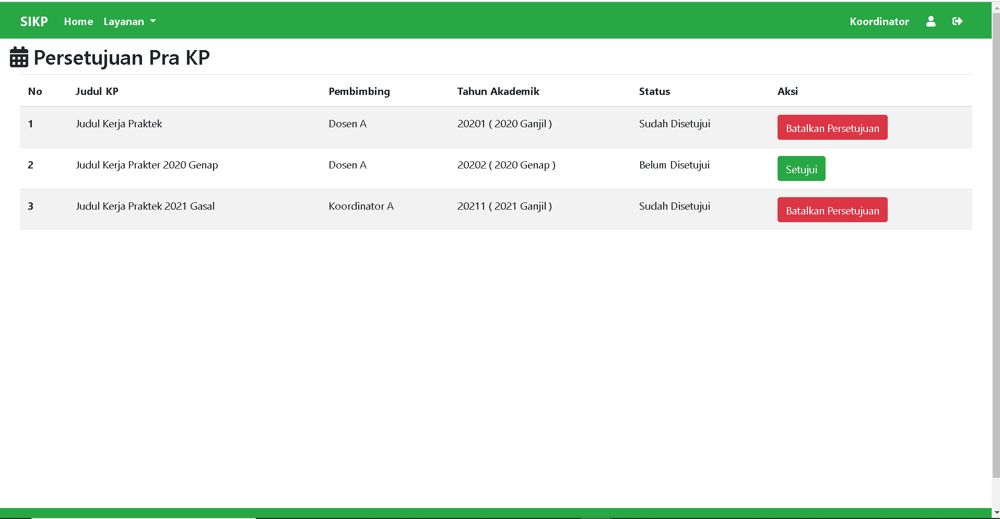 SIKP Home Layanan Koordinator
Persetujuan Pra KP
No Judul KP Pembimbing Tahun Akademik Status Aksi
1 Judul Kerja Praktek Dosen A 20201 ( 2020 Ganjil ) Sudah Disetujui Batalkan Persetujuan
2 Judul Kerja Prakter 2020 Genap Dosen A 20202 ( 2020 Genap ) Belum Disetujui Setujui
3 Judul Kerja Praktek 2021 Gasal Koordinator A 20211 ( 2021 Ganjil ) Sudah Disetujui Batalkan Persetujuan